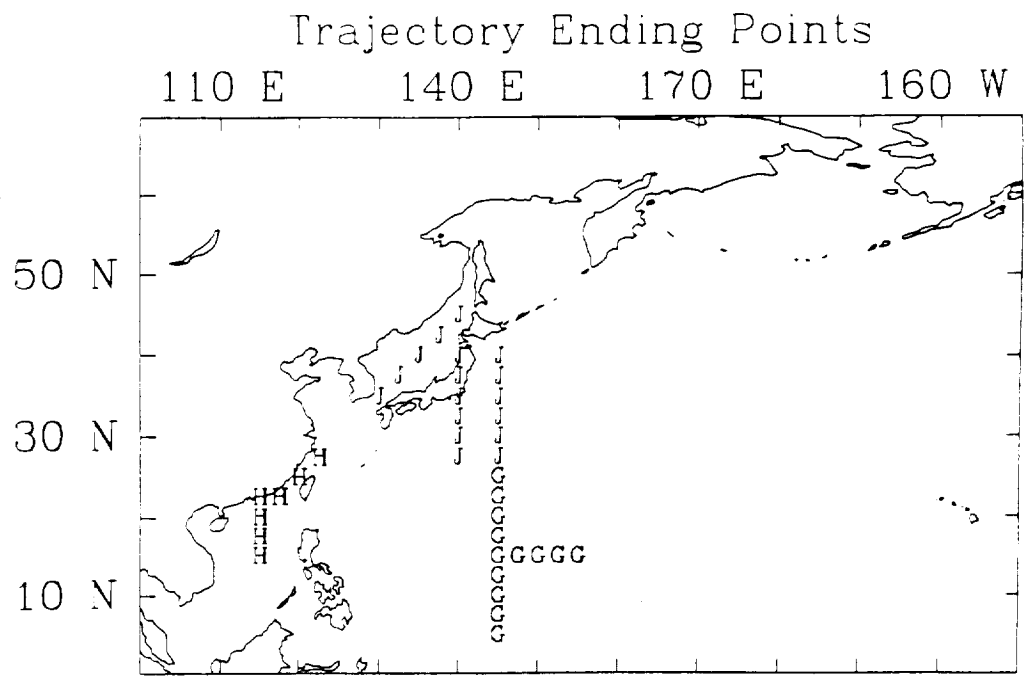 Trajectory Ending Points
110 E 140 E 170 E 160 W
50 N
J
J
J J J
J J J
J J J
J J
30 N J J
H J J
H G
H H G
H G
H G
H G G G G G
G
10 N G
G
G